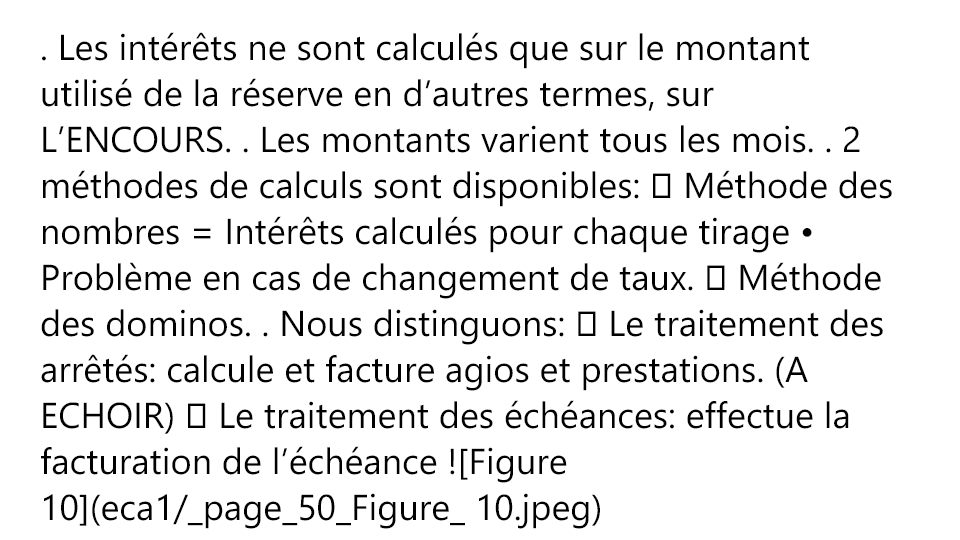 . Les intérêts ne sont calculés que sur le montant
utilisé de la réserve en d’autres termes, sur
L’ENCOURS. . Les montants varient tous les mois. . 2
méthodes de calculs sont disponibles: □ Méthode des
nombres = Intérêts calculés pour chaque tirage •
Problème en cas de changement de taux. □ Méthode
des dominos. . Nous distinguons: □ Le traitement des
arrêtés: calcule et facture agios et prestations. (A
ECHOIR) □ Le traitement des échéances: effectue la
facturation de l’échéance ![Figure
10](eca1/_page_50_Figure_ 10.jpeg)